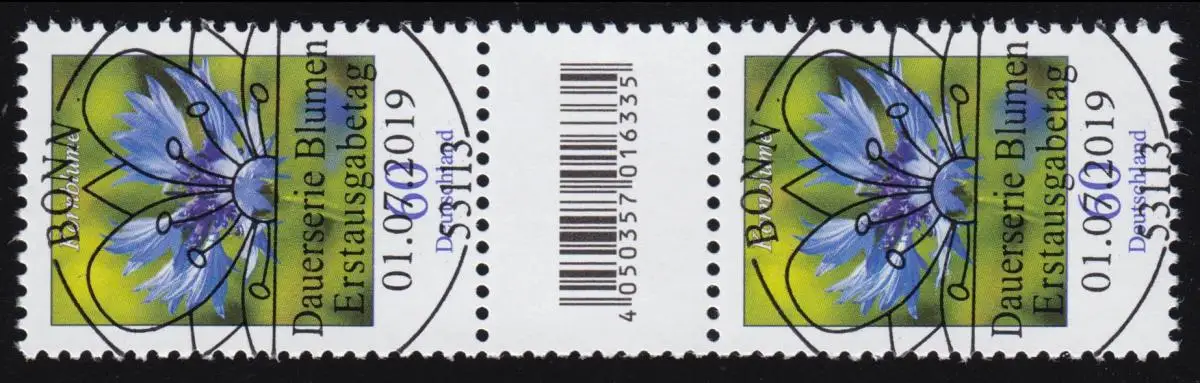 BONN
Kornblume
Dauerserie Blumen
Erstausgabetag
01.07.2019
60
Deutschland
53113
4 050357 016335
BONN
Kornblume
Dauerserie Blumen
Erstausgabetag
01.07.2019
60
Deutschland
53113